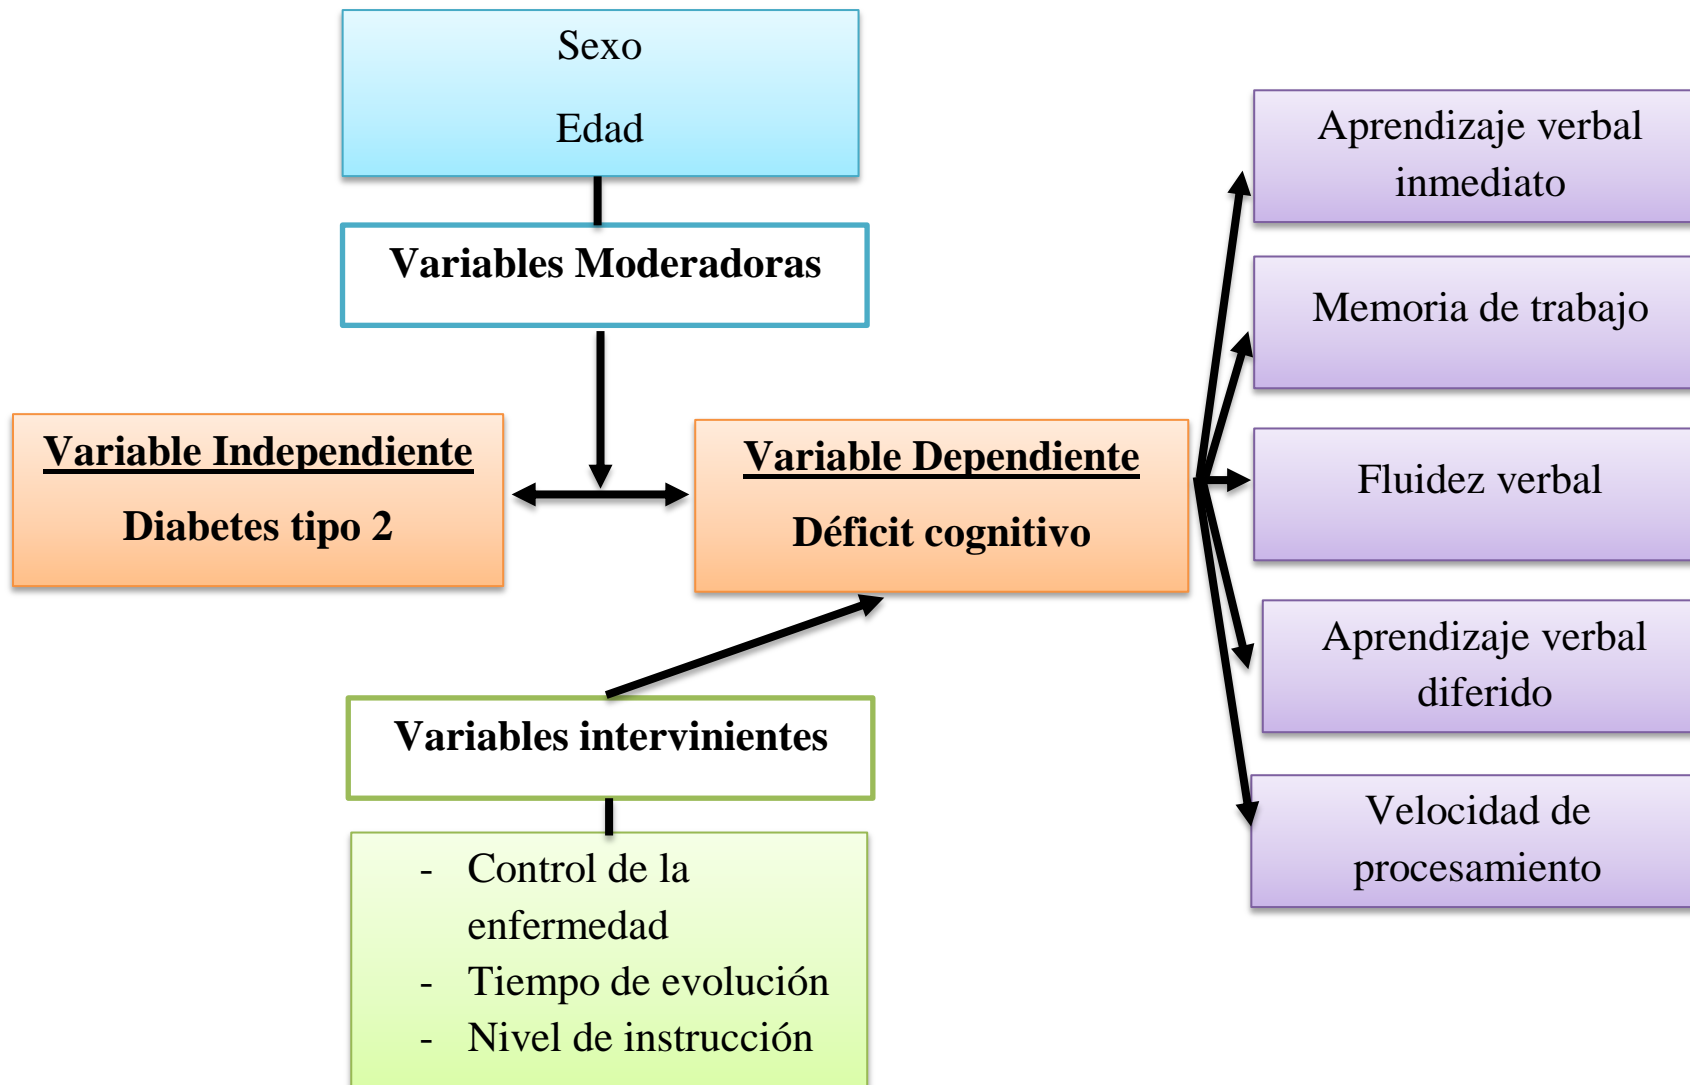 Sexo
Edad
Variables Moderadoras
Variable Independiente
Diabetes tipo 2
Variable Dependiente
Déficit cognitivo
Variables intervinientes
- Control de la
enfermedad
- Tiempo de evolución
- Nivel de instrucción
Aprendizaje verbal
inmediato
Memoria de trabajo
Fluidez verbal
Aprendizaje verbal
diferido
Velocidad de
procesamiento